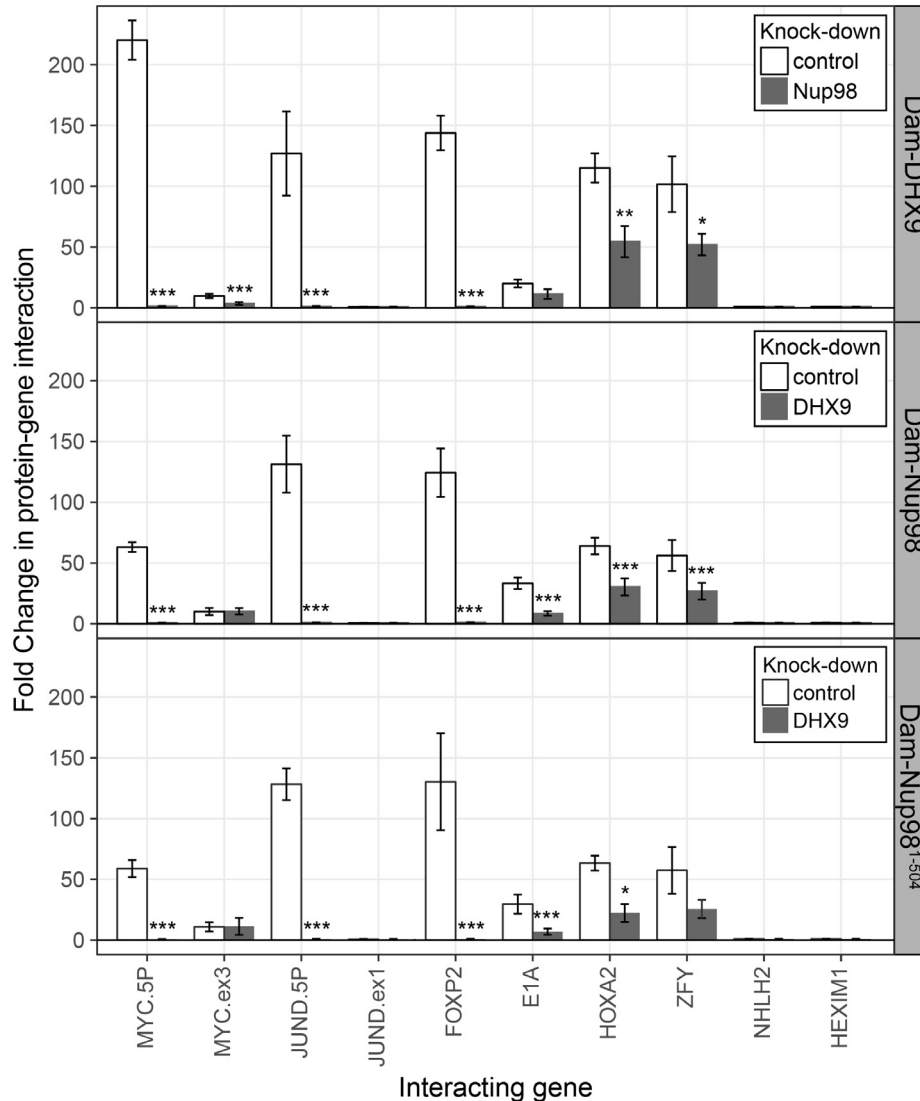 Fold Change in protein-gene interaction
200
150
100
50
0
Knock-down
control
Nup98
***
***
***
***
**
*
Dam-DHX9
200
150
100
50
0
Knock-down
control
DHX9
***
***
***
***
***
***
Dam-Nup98
200
150
100
50
0
Knock-down
control
DHX9
***
***
***
***
*
Dam-Nup98¹⁻⁵⁰⁴
MYC.5P
MYC.ex3
JUND.5P
JUND.ex1
FOXP2
E1A
HOXA2
ZFY
NHLH2
HEXIM1
Interacting gene